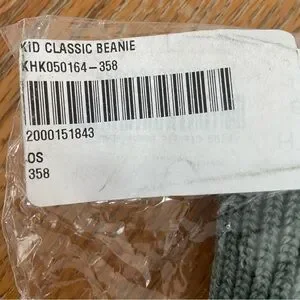 KID CLASSIC BEANIE
KHK050164-358
2000151843
OS
358